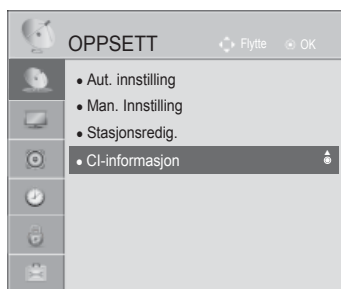 OPPSETT Flytte OK
• Aut. innstilling
• Man. Innstilling
• Stasjonsredig.
• CI-informasjon